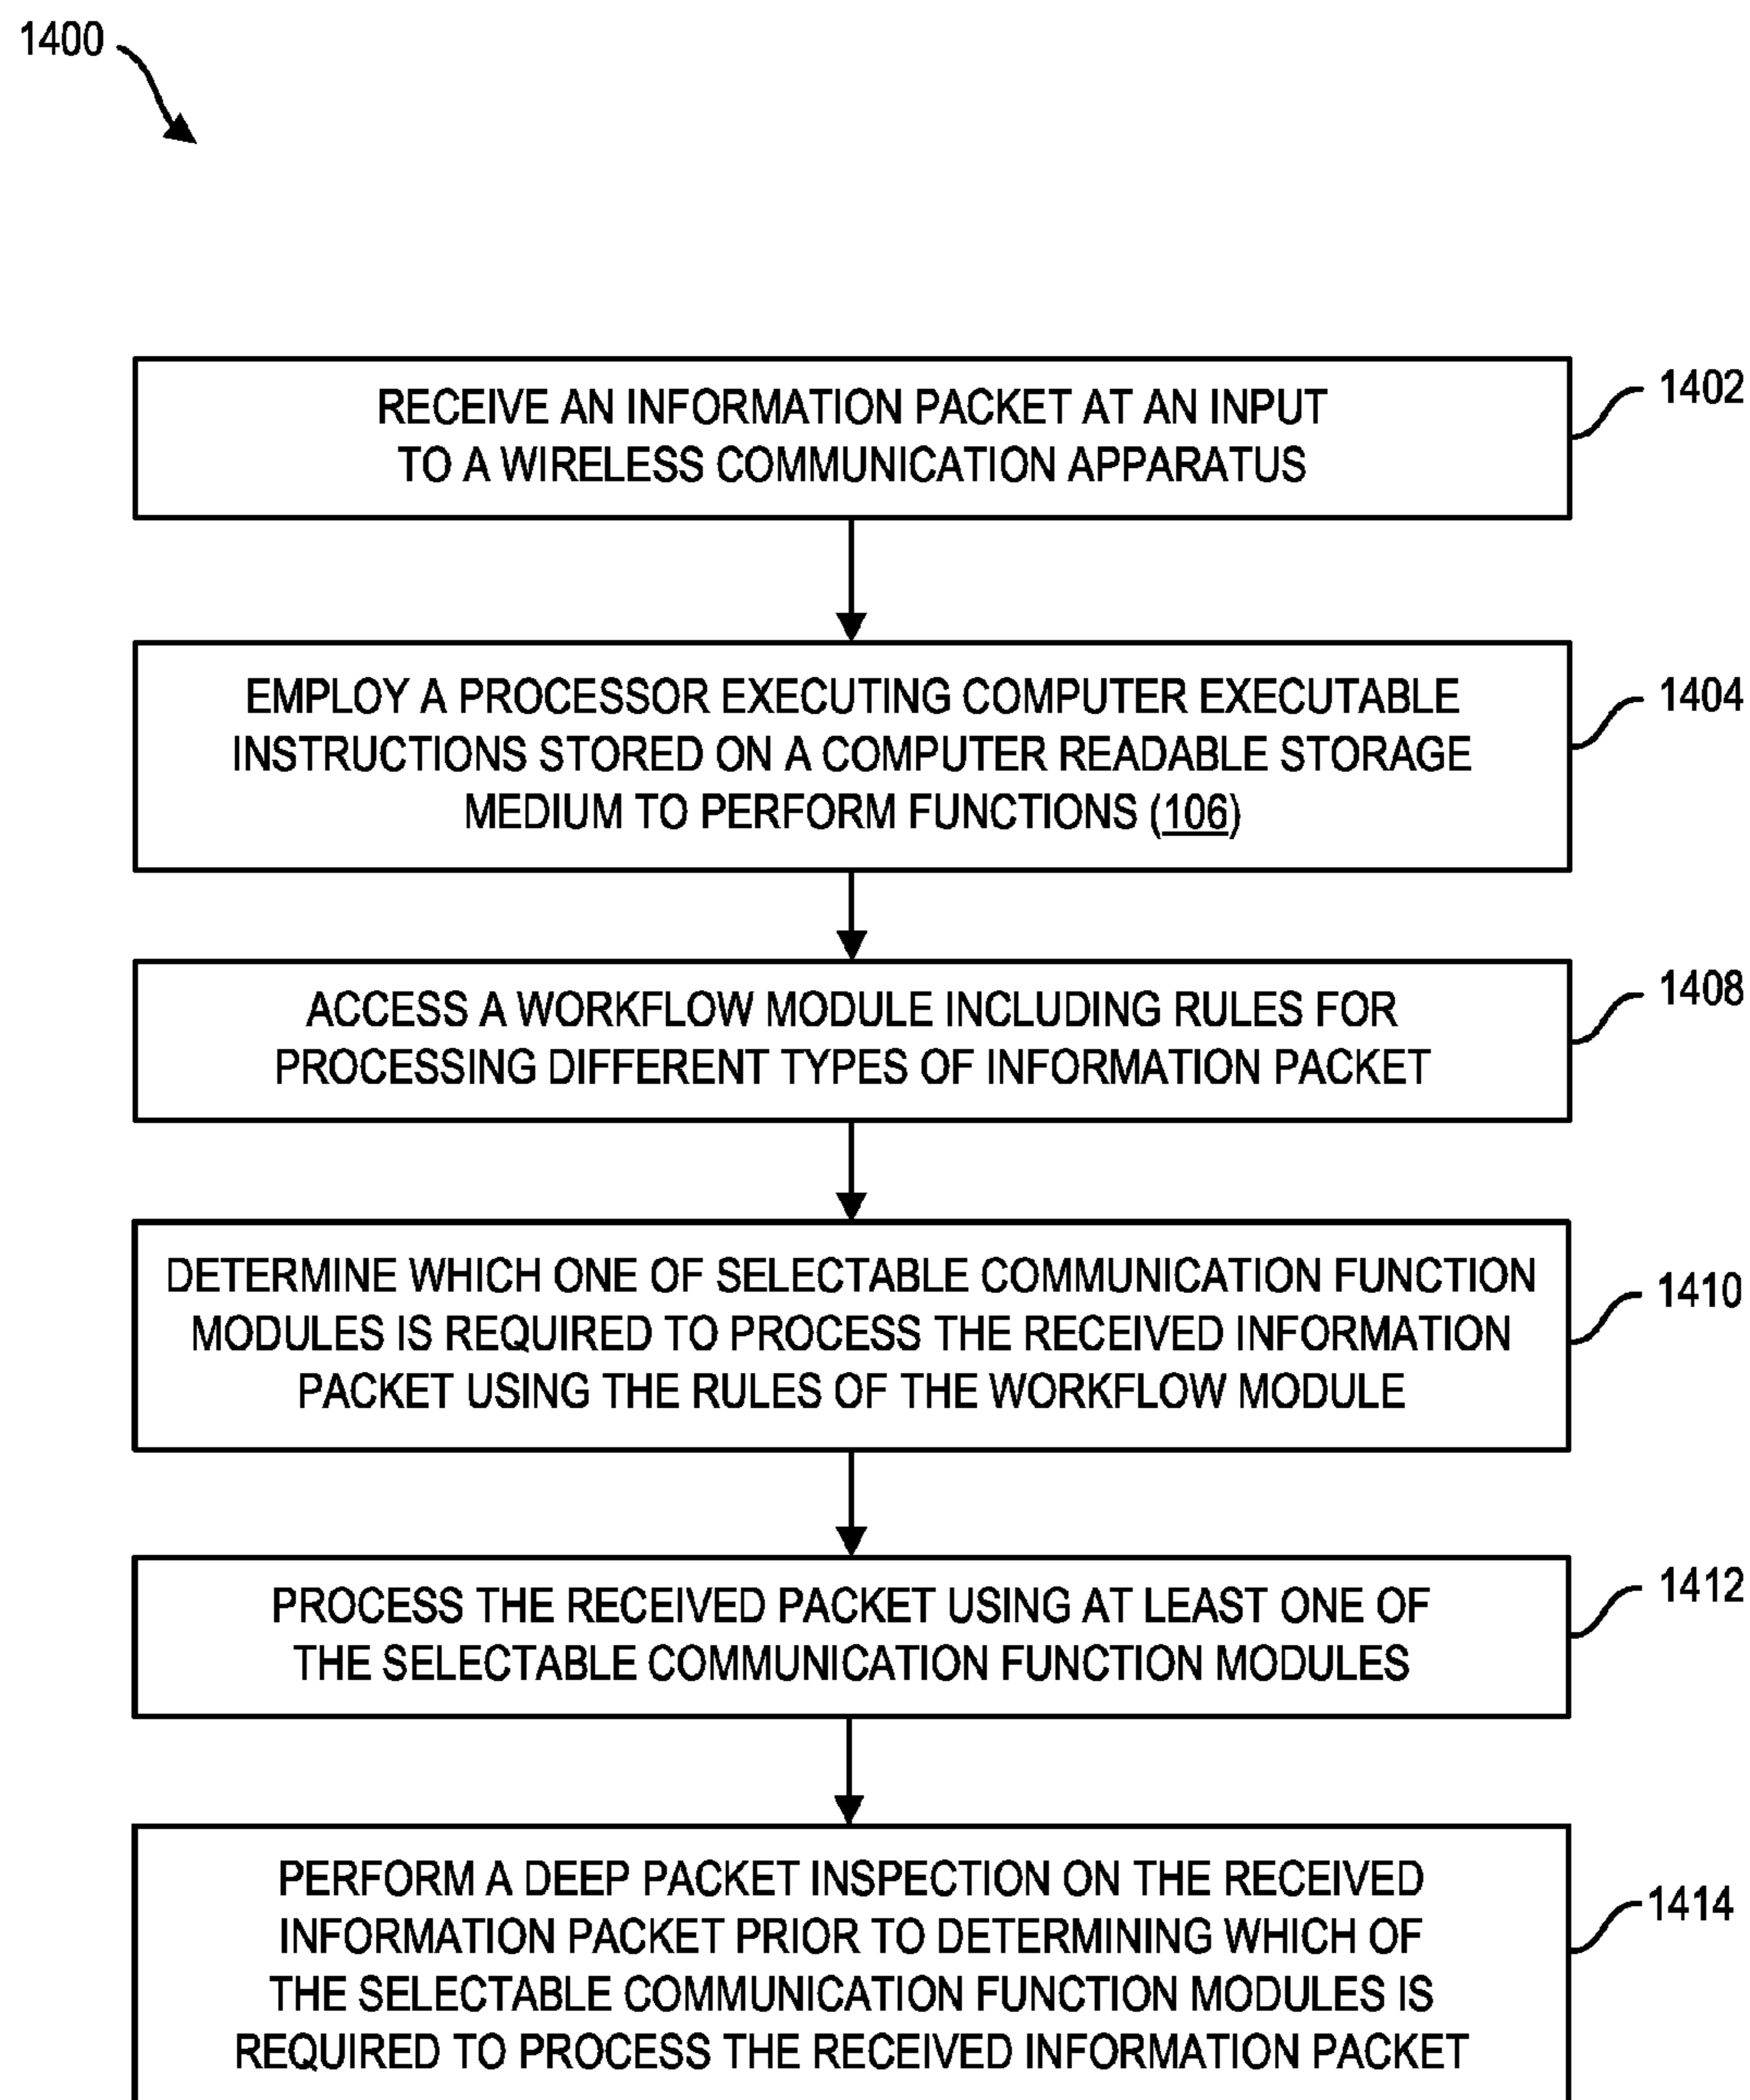 1400
RECEIVE AN INFORMATION PACKET AT AN INPUT
TO A WIRELESS COMMUNICATION APPARATUS
1402
EMPLOY A PROCESSOR EXECUTING COMPUTER EXECUTABLE
INSTRUCTIONS STORED ON A COMPUTER READABLE STORAGE
MEDIUM TO PERFORM FUNCTIONS (106)
1404
ACCESS A WORKFLOW MODULE INCLUDING RULES FOR
PROCESSING DIFFERENT TYPES OF INFORMATION PACKET
1408
DETERMINE WHICH ONE OF SELECTABLE COMMUNICATION FUNCTION
MODULES IS REQUIRED TO PROCESS THE RECEIVED INFORMATION
PACKET USING THE RULES OF THE WORKFLOW MODULE
1410
PROCESS THE RECEIVED PACKET USING AT LEAST ONE OF
THE SELECTABLE COMMUNICATION FUNCTION MODULES
1412
PERFORM A DEEP PACKET INSPECTION ON THE RECEIVED
INFORMATION PACKET PRIOR TO DETERMINING WHICH OF
THE SELECTABLE COMMUNICATION FUNCTION MODULES IS
REQUIRED TO PROCESS THE RECEIVED INFORMATION PACKET
1414